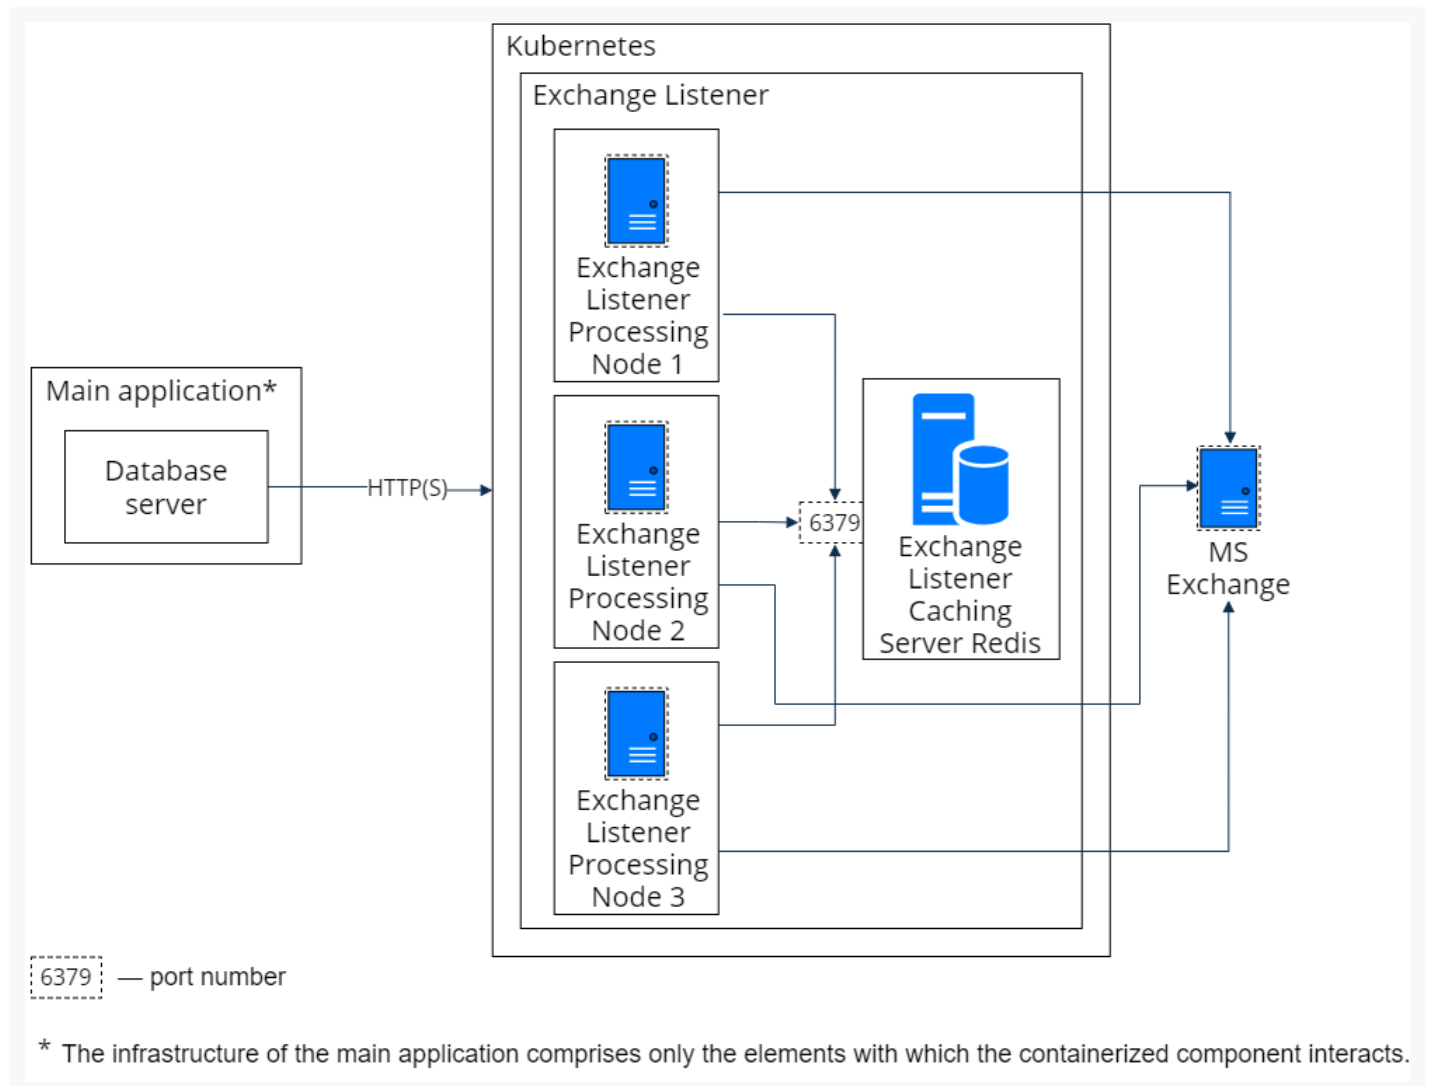 Kubernetes
Exchange Listener
Exchange
Listener
Processing
Node 1
Main application*
Database
server
HTTP(S)
Exchange
Listener
Processing
Node 2
6379
Exchange
Listener
Caching
Server Redis
MS
Exchange
Exchange
Listener
Processing
Node 3
6379 — port number
* The infrastructure of the main application comprises only the elements with which the containerized component interacts.